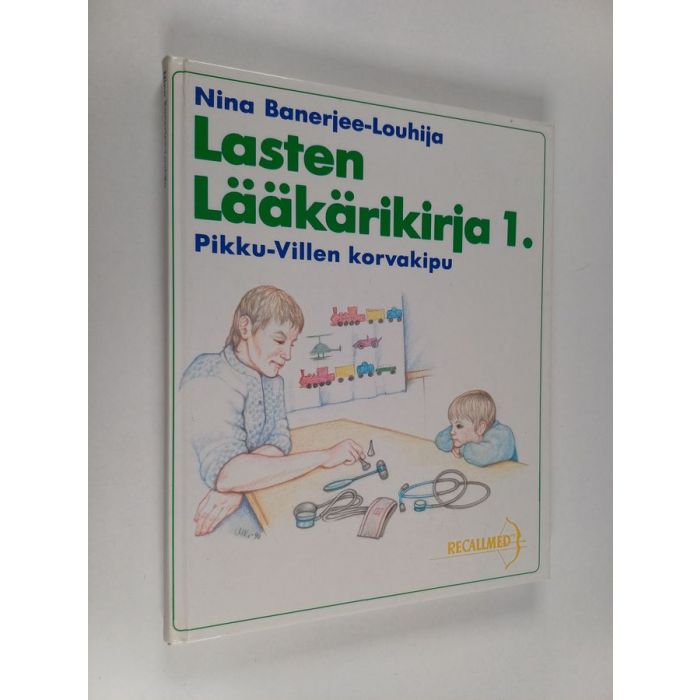 Nina Banerjee-Louhija
Lasten
Lääkärikirja 1.
Pikku-Villen korvakipu
RECALLMED